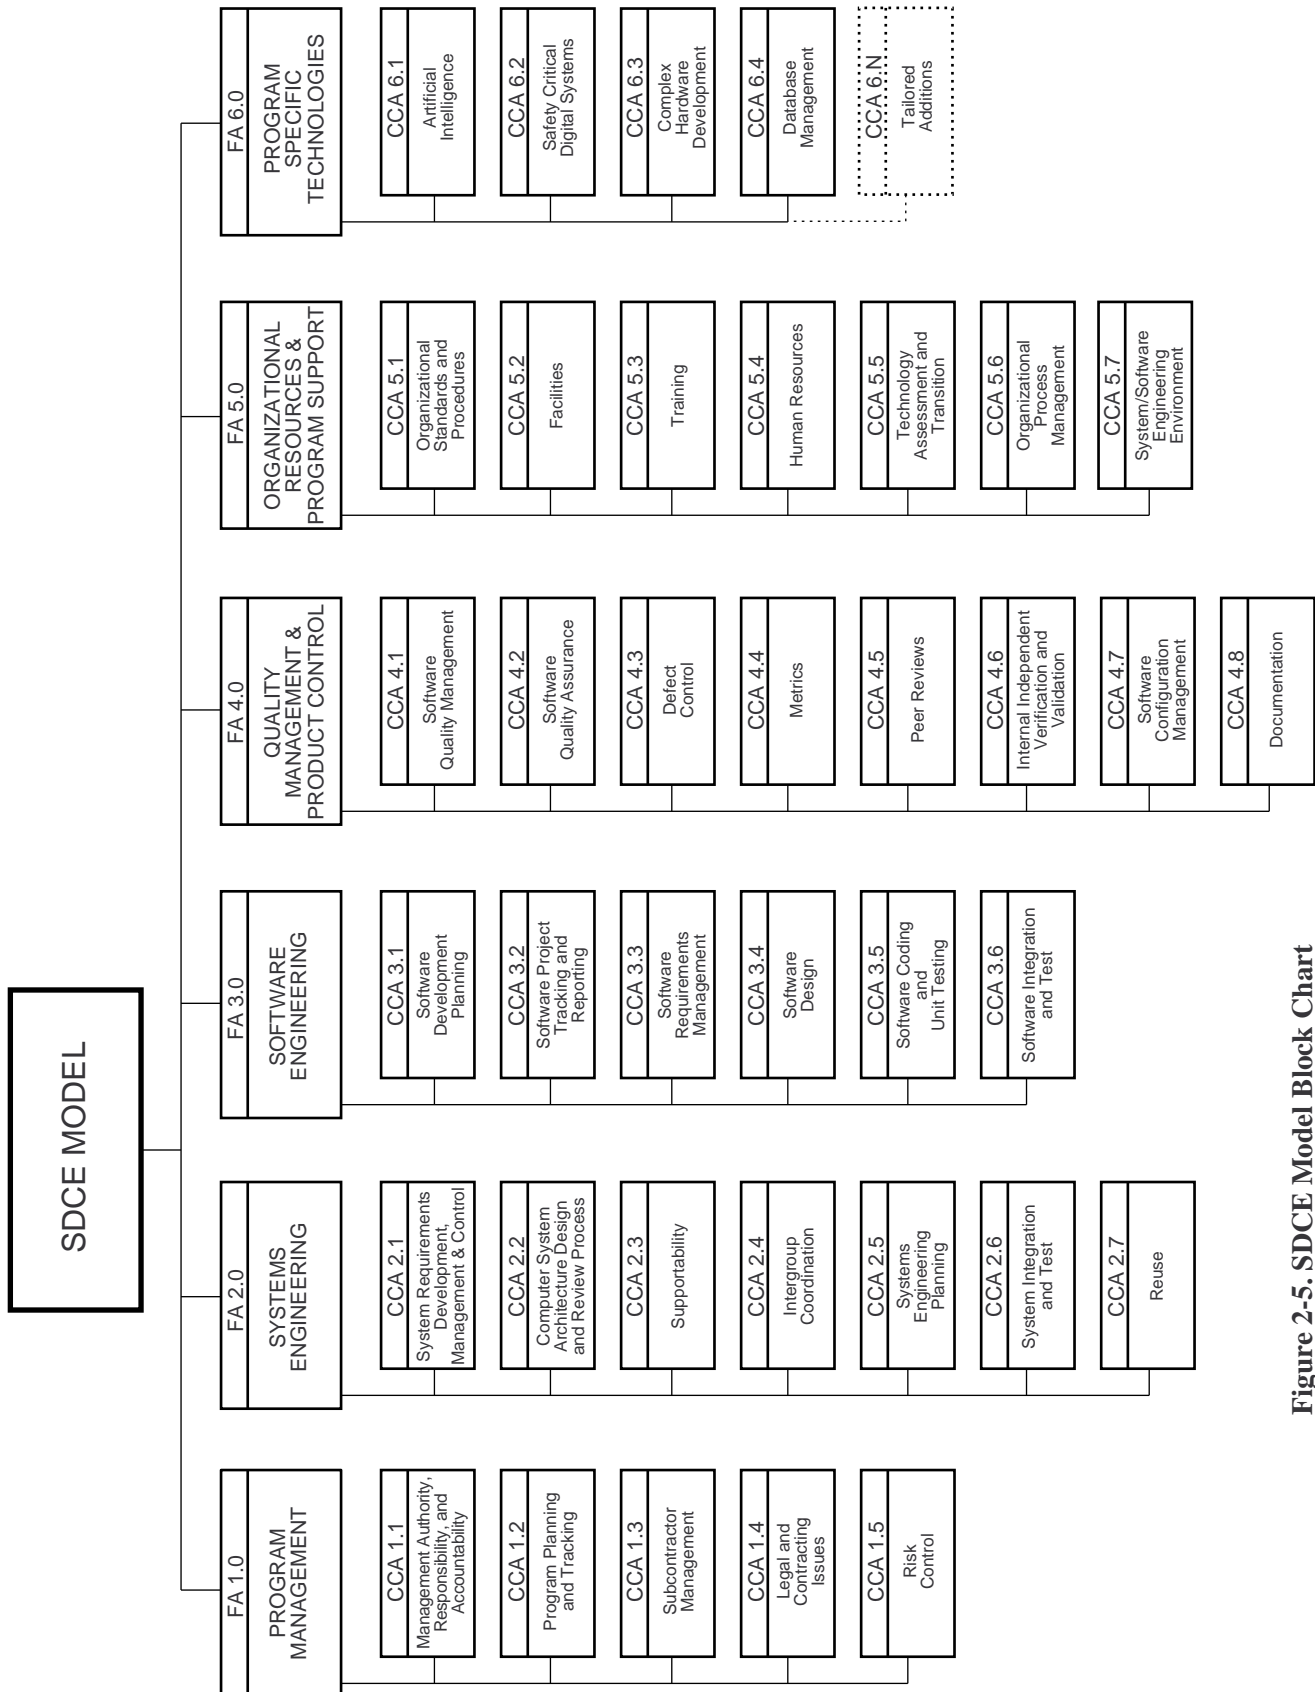 SDCE MODEL
FA 1.0
PROGRAM
MANAGEMENT
CCA 1.1
Management Authority,
Responsibility, and
Accountability
CCA 1.2
Program Planning
and Tracking
CCA 1.3
Subcontractor
Management
CCA 1.4
Legal and
Contracting
Issues
CCA 1.5
Risk
Control
FA 2.0
SYSTEMS
ENGINEERING
CCA 2.1
System Requirements
Development,
Management & Control
CCA 2.2
Computer System
Architecture Design
and Review Process
CCA 2.3
Supportability
CCA 2.4
Intergroup
Coordination
CCA 2.5
Systems
Engineering
Planning
CCA 2.6
System Integration
and Test
CCA 2.7
Reuse
FA 3.0
SOFTWARE
ENGINEERING
CCA 3.1
Software
Development
Planning
CCA 3.2
Software Project
Tracking and
Reporting
CCA 3.3
Software
Requirements
Management
CCA 3.4
Software
Design
CCA 3.5
Software Coding
and
Unit Testing
CCA 3.6
Software Integration
and Test
FA 4.0
QUALITY
MANAGEMENT &
PRODUCT CONTROL
CCA 4.1
Software
Quality Management
CCA 4.2
Software
Quality Assurance
CCA 4.3
Defect
Control
CCA 4.4
Metrics
CCA 4.5
Peer Reviews
CCA 4.6
Internal Independent
Verification and
Validation
CCA 4.7
Software
Configuration
Management
CCA 4.8
Documentation
FA 5.0
ORGANIZATIONAL
RESOURCES &
PROGRAM SUPPORT
CCA 5.1
Organizational
Standards and
Procedures
CCA 5.2
Facilities
CCA 5.3
Training
CCA 5.4
Human Resources
CCA 5.5
Technology
Assessment and
Transition
CCA 5.6
Organizational
Process
Management
CCA 5.7
System/Software
Engineering
Environment
FA 6.0
PROGRAM
SPECIFIC
TECHNOLOGIES
CCA 6.1
Artificial
Intelligence
CCA 6.2
Safety Critical
Digital Systems
CCA 6.3
Complex
Hardware
Development
CCA 6.4
Database
Management
CCA 6.N
Tailored
Additions
Figure 2-5. SDCE Model Block Chart